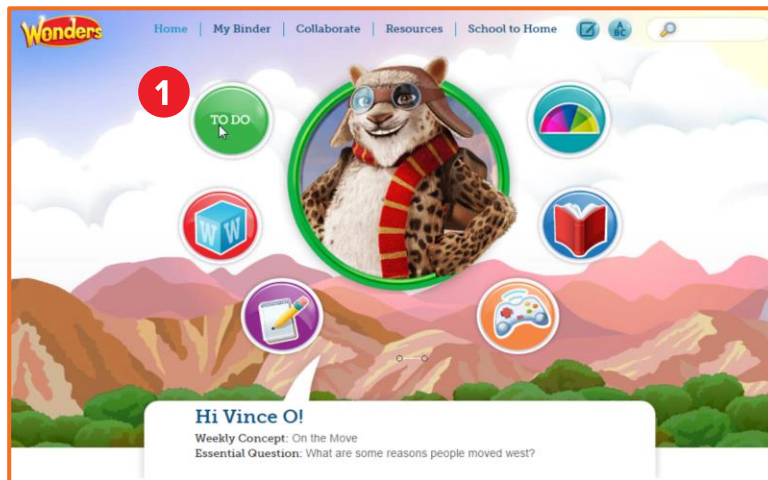 Wonders
Home | My Binder | Collaborate | Resources | School to Home
A
BC
1
TO DO
W W
Hi Vince O!
Weekly Concept: On the Move
Essential Question: What are some reasons people moved west?